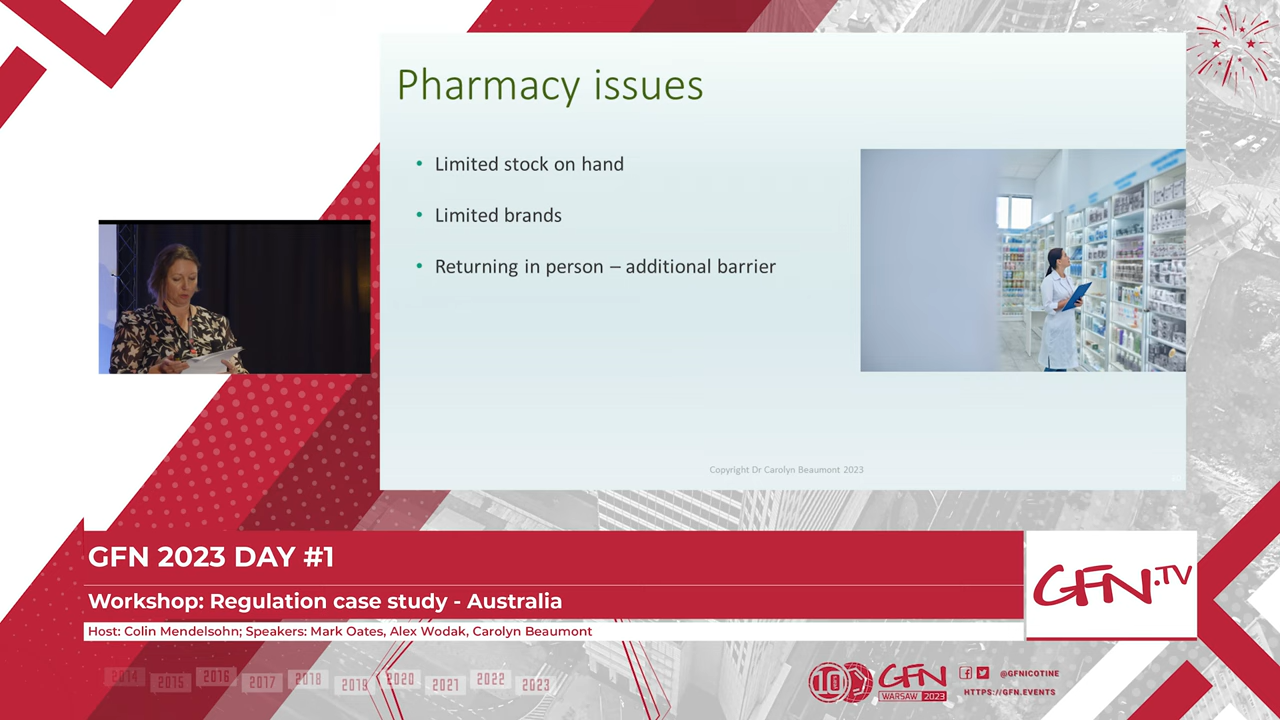 Pharmacy issues
• Limited stock on hand
• Limited brands
• Returning in person – additional barrier
Copyright Dr Carolyn Beaumont 2023
GFN 2023 DAY #1
Workshop: Regulation case study - Australia
Host: Colin Mendelsohn; Speakers: Mark Oates, Alex Wodak, Carolyn Beaumont
GFN.TV
2014 2015 2016 2017 2018 2019 2020 2021 2022 2023
10
GFN
WARSAW 2023
@GFNICOTINE
HTTPS://GFN.EVENTS